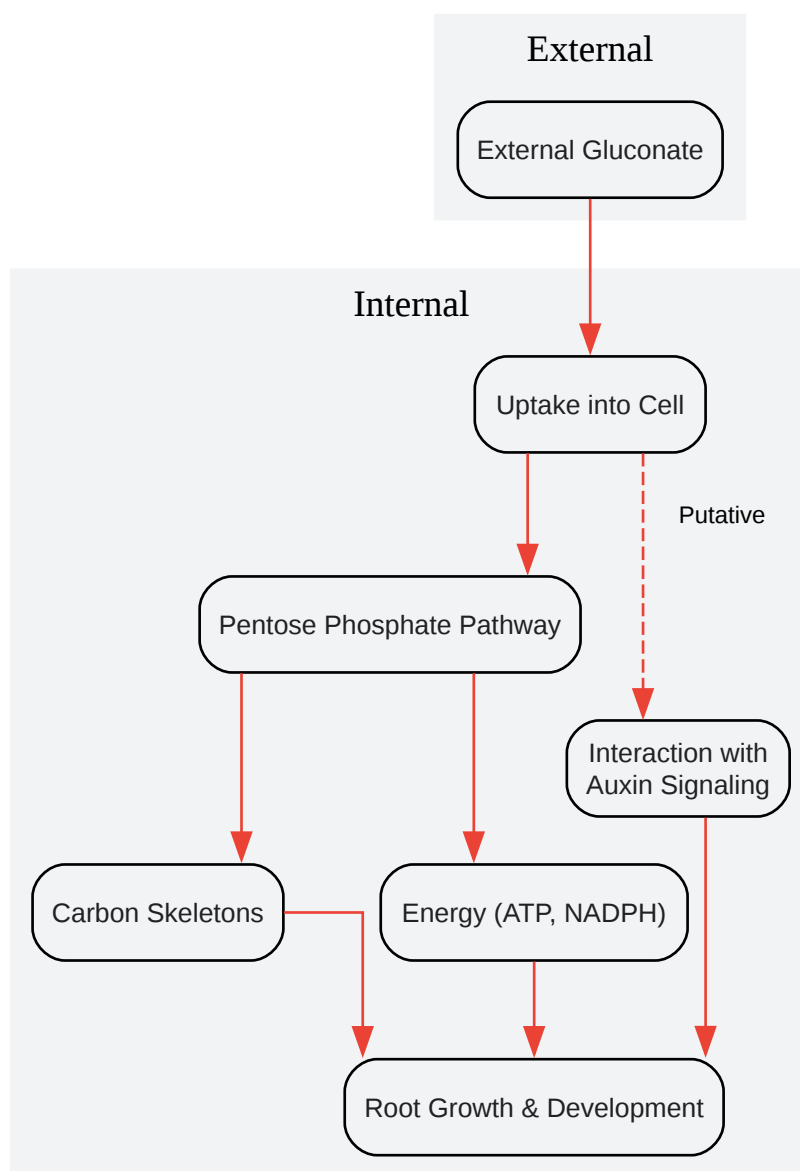 External
External Gluconate
Internal
Uptake into Cell
Putative
Pentose Phosphate Pathway
Interaction with
Auxin Signaling
Carbon Skeletons
Energy (ATP, NADPH)
Root Growth & Development